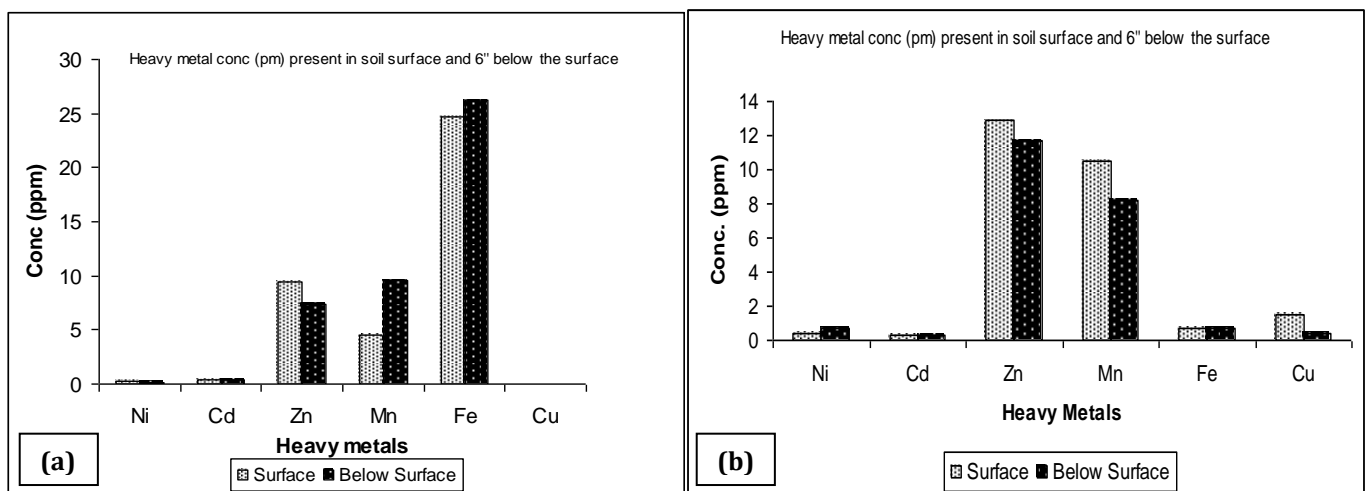 Heavy metal conc (pm) present in soil surface and 6" below the surface
30
25
20
15
10
5
0
Conc (ppm)
Ni Cd Zn Mn Fe Cu
Heavy metals
(a)
Surface Below Surface
Heavy metal conc (pm) present in soil surface and 6" below the surface
14
12
10
8
6
4
2
0
Conc. (ppm)
Ni Cd Zn Mn Fe Cu
Heavy Metals
(b)
Surface Below Surface